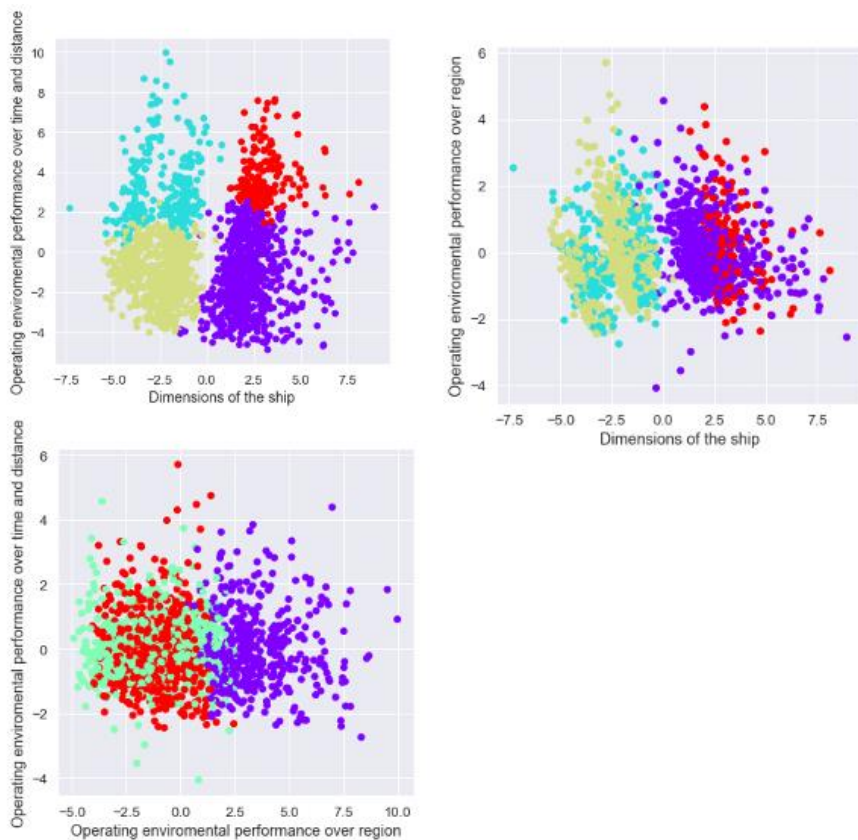 Operating enviromental performance over time and distance
10
8
6
4
2
0
−2
−4
−7.5 −5.0 −2.5 0.0 2.5 5.0 7.5
Dimensions of the ship
Operating enviromental performance over region
6
4
2
0
−2
−4
−7.5 −5.0 −2.5 0.0 2.5 5.0 7.5
Dimensions of the ship
Operating enviromental performance over time and distance
6
4
2
0
−2
−4
−5.0 −2.5 0.0 2.5 5.0 7.5 10.0
Operating enviromental performance over region